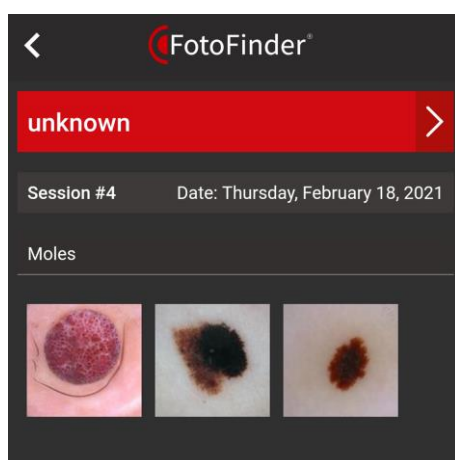 FotoFinder®
unknown
Session #4 Date: Thursday, February 18, 2021
Moles